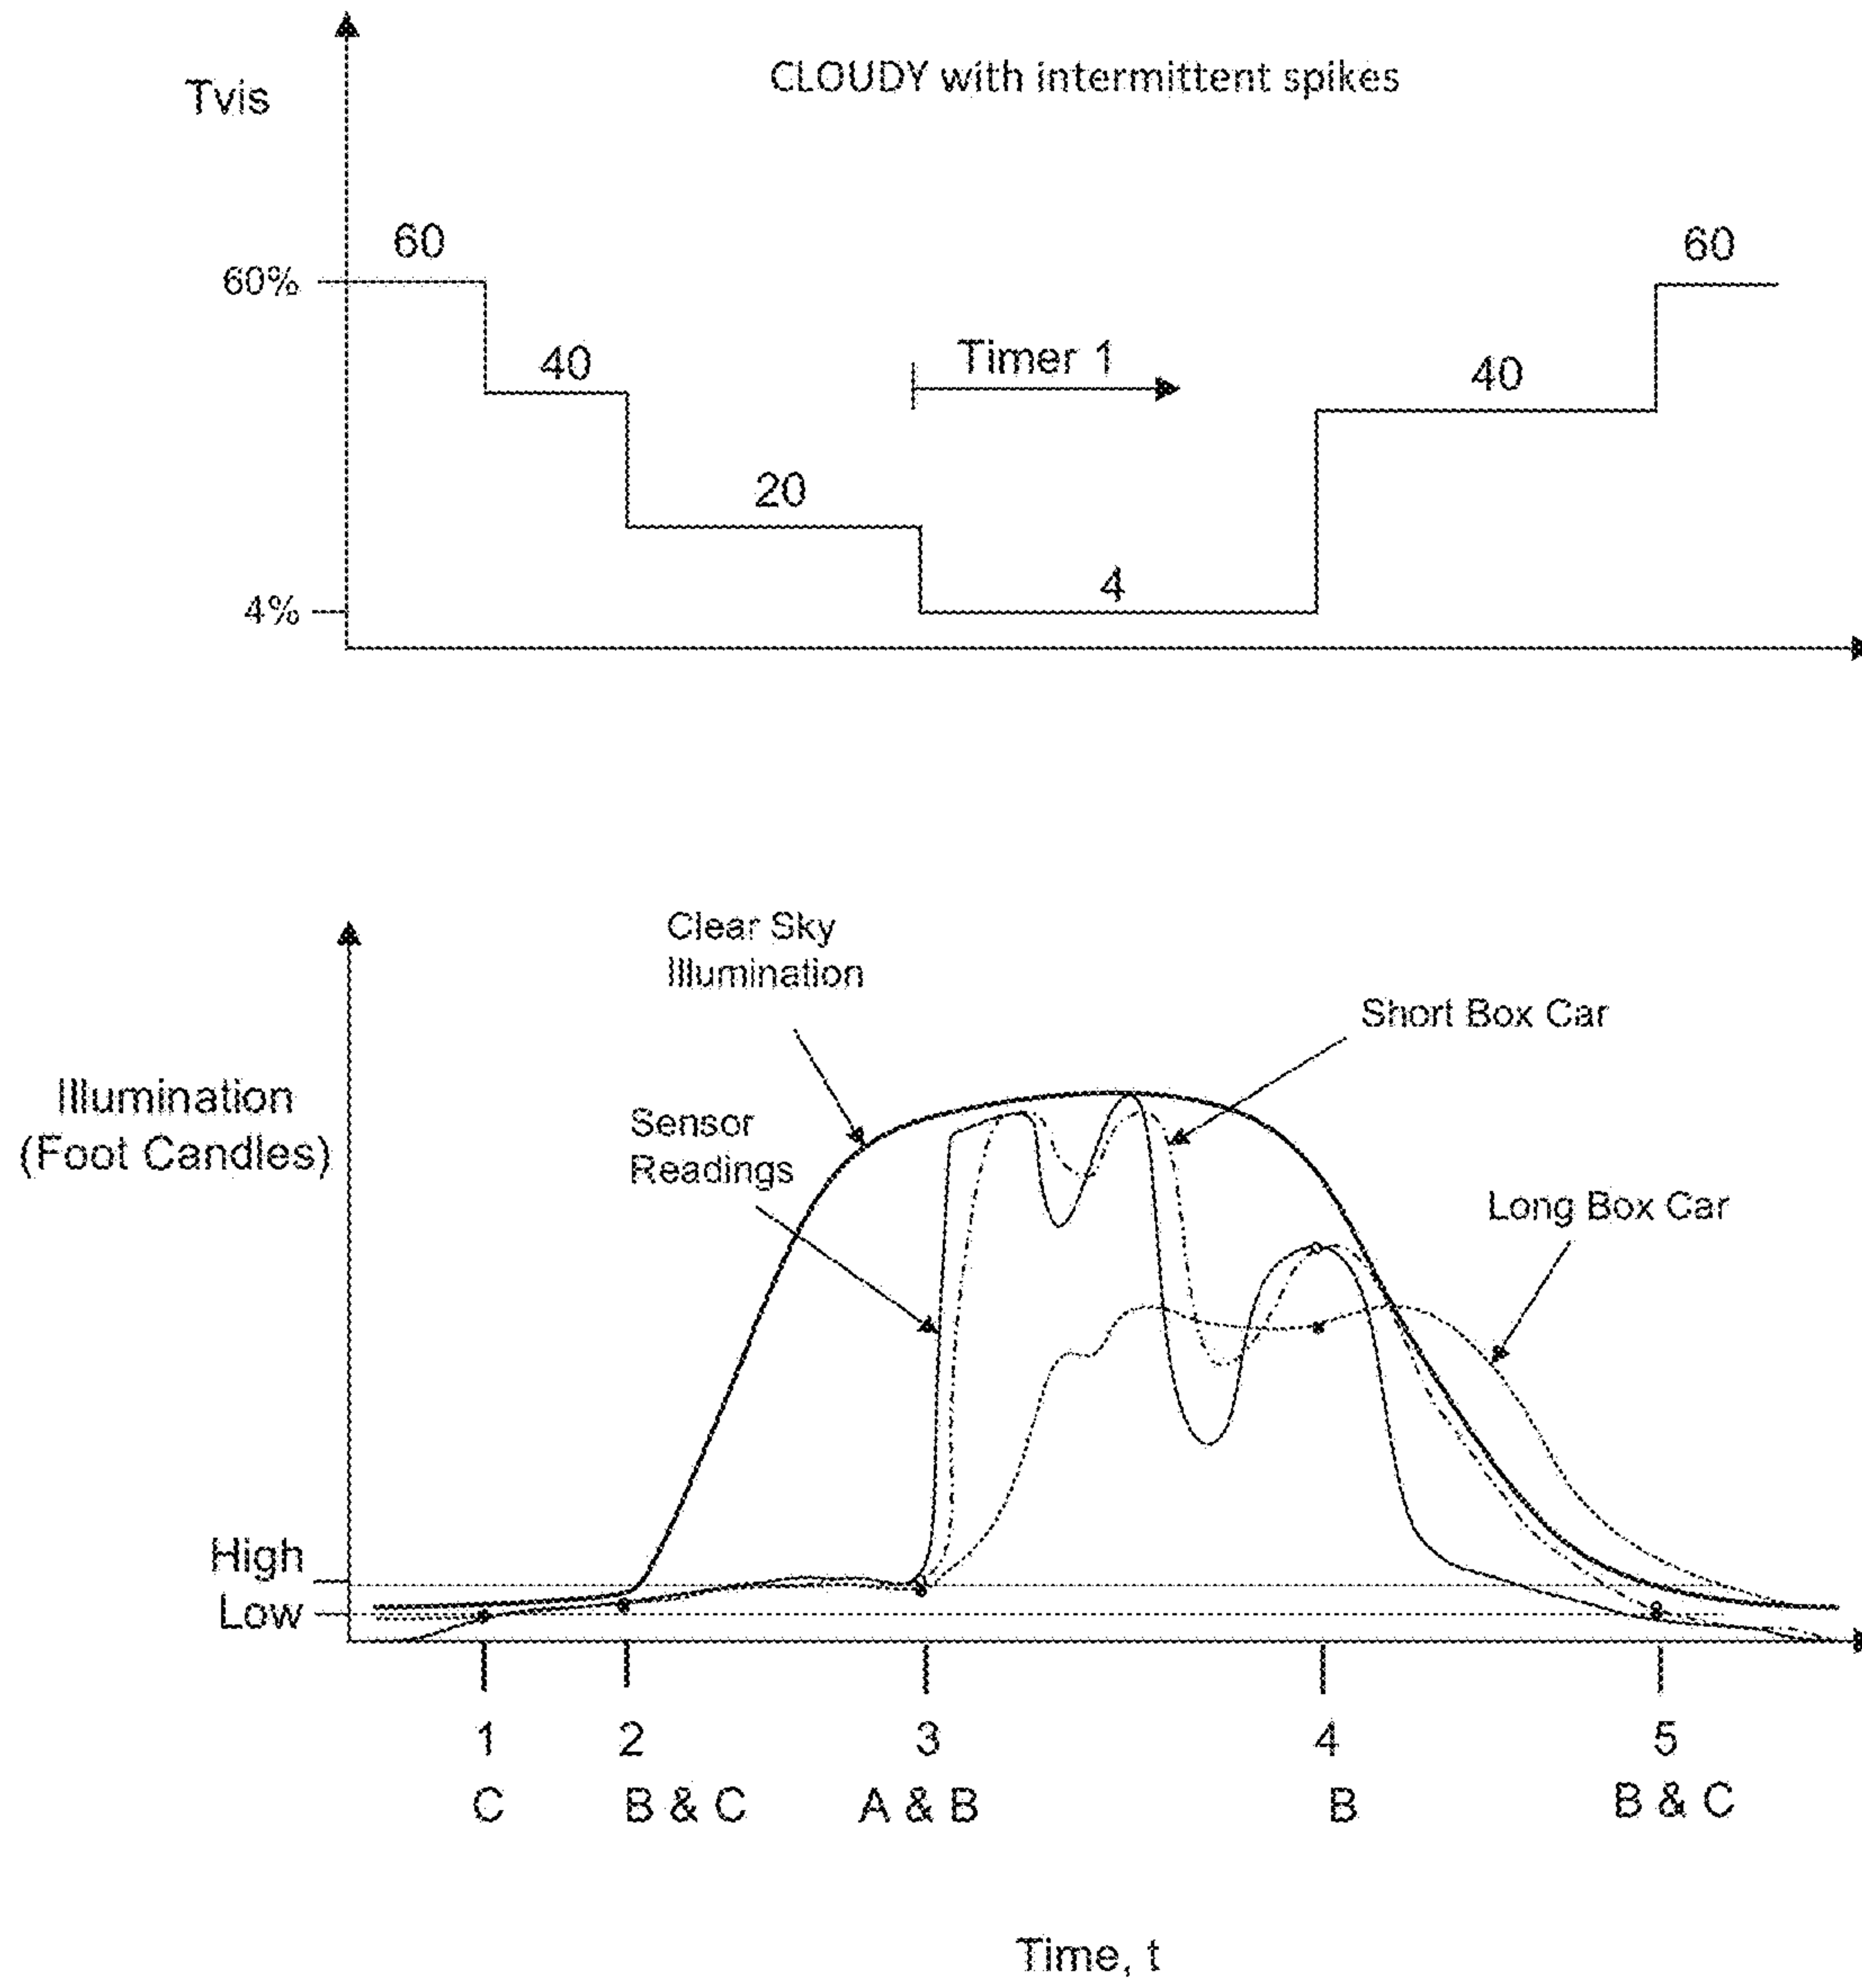 CLOUDY with intermittent spikes
Tvis
60
60
60%
Timer 1
40
40
20
4
4%
Clear Sky
Illumination
Short Box Car
Illumination
(Foot Candles)
Sensor
Readings
Long Box Car
High
Low
1
2
3
4
5
C
B & C
A & B
B
B & C
Time, t